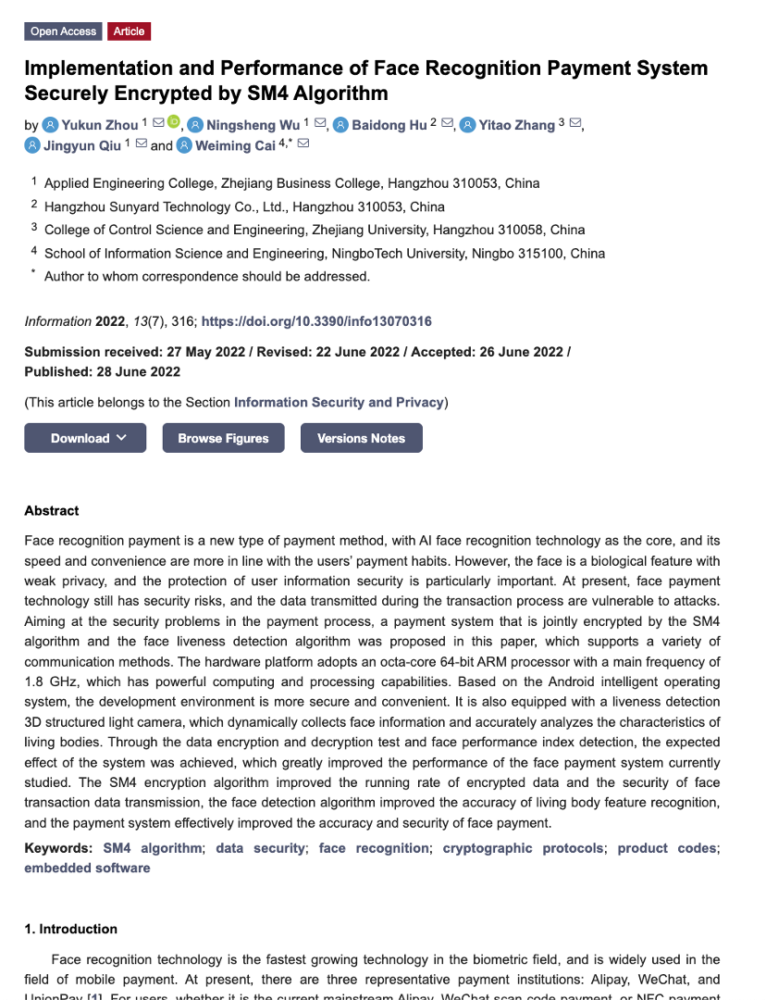 Open Access Article
Implementation and Performance of Face Recognition Payment System
Securely Encrypted by SM4 Algorithm
by Yukun Zhou 1, Ningsheng Wu 1, Baidong Hu 2, Yitao Zhang 3,
Jingyun Qiu 1 and Weiming Cai 4,*
1 Applied Engineering College, Zhejiang Business College, Hangzhou 310053, China
2 Hangzhou Sunyard Technology Co., Ltd., Hangzhou 310053, China
3 College of Control Science and Engineering, Zhejiang University, Hangzhou 310058, China
4 School of Information Science and Engineering, NingboTech University, Ningbo 315100, China
* Author to whom correspondence should be addressed.
Information 2022, 13(7), 316; https://doi.org/10.3390/info13070316
Submission received: 27 May 2022 / Revised: 22 June 2022 / Accepted: 26 June 2022 /
Published: 28 June 2022
(This article belongs to the Section Information Security and Privacy)
Download Browse Figures Versions Notes
Abstract
Face recognition payment is a new type of payment method, with AI face recognition technology as the core, and its
speed and convenience are more in line with the users' payment habits. However, the face is a biological feature with
weak privacy, and the protection of user information security is particularly important. At present, face payment
technology still has security risks, and the data transmitted during the transaction process are vulnerable to attacks.
Aiming at the security problems in the payment process, a payment system that is jointly encrypted by the SM4
algorithm and the face liveness detection algorithm was proposed in this paper, which supports a variety of
communication methods. The hardware platform adopts an octa-core 64-bit ARM processor with a main frequency of
1.8 GHz, which has powerful computing and processing capabilities. Based on the Android intelligent operating
system, the development environment is more secure and convenient. It is also equipped with a liveness detection
3D structured light camera, which dynamically collects face information and accurately analyzes the characteristics of
living bodies. Through the data encryption and decryption test and face performance index detection, the expected
effect of the system was achieved, which greatly improved the performance of the face payment system currently
studied. The SM4 encryption algorithm improved the running rate of encrypted data and the security of face
transaction data transmission, the face detection algorithm improved the accuracy of living body feature recognition,
and the payment system effectively improved the accuracy and security of face payment.
Keywords: SM4 algorithm; data security; face recognition; cryptographic protocols; product codes;
embedded software
1. Introduction
Face recognition technology is the fastest growing technology in the biometric field, and is widely used in the
field of mobile payment. At present, there are three representative payment institutions: Alipay, WeChat, and
UnionPay [1]. For users, whether it is the current mainstream Alipay, WeChat scan code payment, or NFC payment